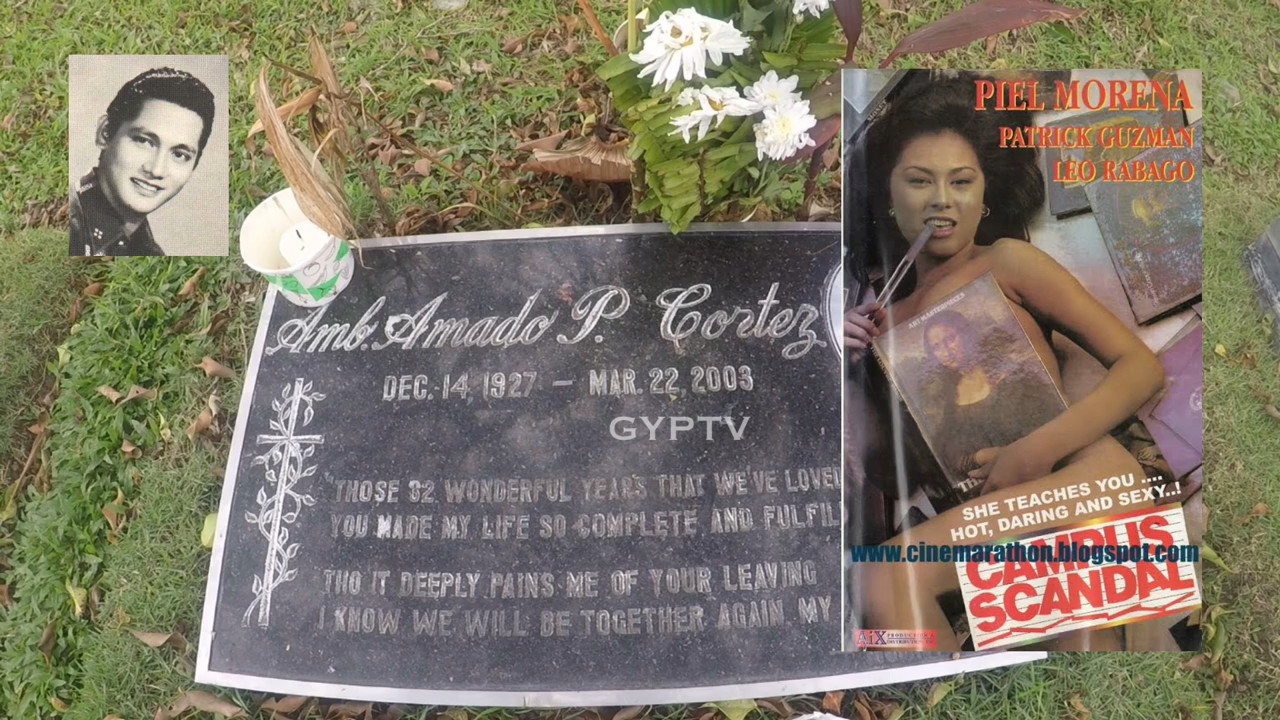 Amb. Amado P. Cortez
DEC. 14, 1927 — MAR. 22, 2003
GYPTV
"THOSE 32 WONDERFUL YEARS THAT WE'VE LOVED
YOU MADE MY LIFE SO COMPLETE AND FULFIL
THO IT DEEPLY PAINS ME OF YOUR LEAVING
I KNOW WE WILL BE TOGETHER AGAIN MY
PIEL MORENA
PATRICK GUZMAN
LEO RABAGO
ART MASTERPIECES
SHE TEACHES YOU ....
HOT, DARING AND SEXY..!
www.cinemarathon.blogspot.com
CAMPUS
SCANDAL
AiX